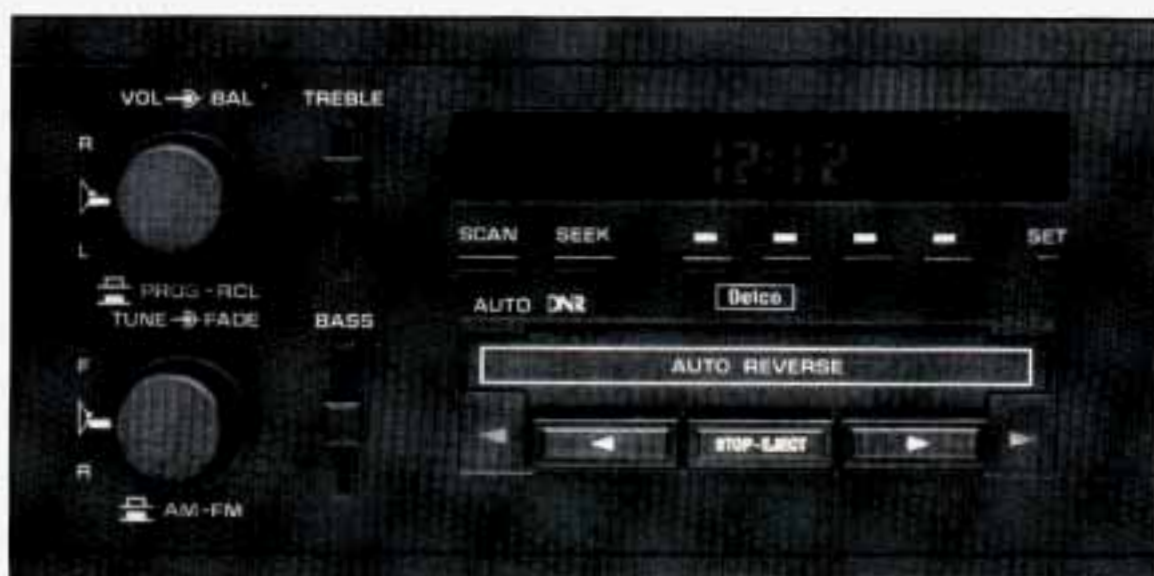 VOL BAL TREBLE
R
L
PROG-RCL
TUNE FADE BASS
F
R
AM-FM
12:12
SCAN SEEK SET
AUTO DNR Delco
AUTO REVERSE
STOP-EJECT